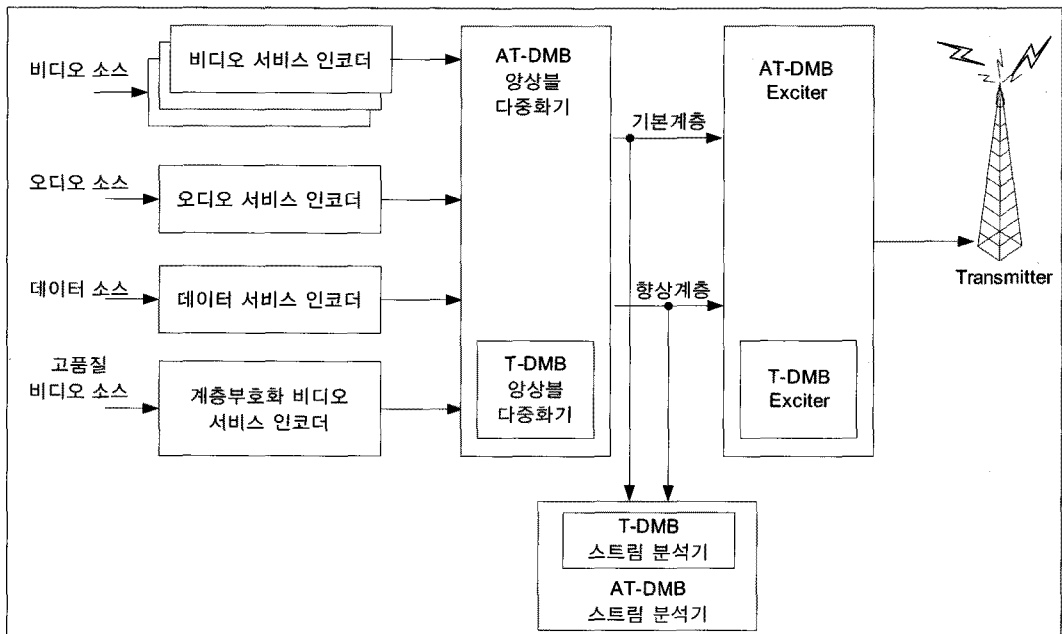 비디오 소스
비디오 서비스 인코더
오디오 소스
오디오 서비스 인코더
데이터 소스
데이터 서비스 인코더
고품질
비디오 소스
계층부호화 비디오
서비스 인코더
AT-DMB
앙상블
다중화기
T-DMB
앙상블
다중화기
기본계층
향상계층
AT-DMB
Exciter
T-DMB
Exciter
Transmitter
T-DMB
스트림 분석기
AT-DMB
스트림 분석기